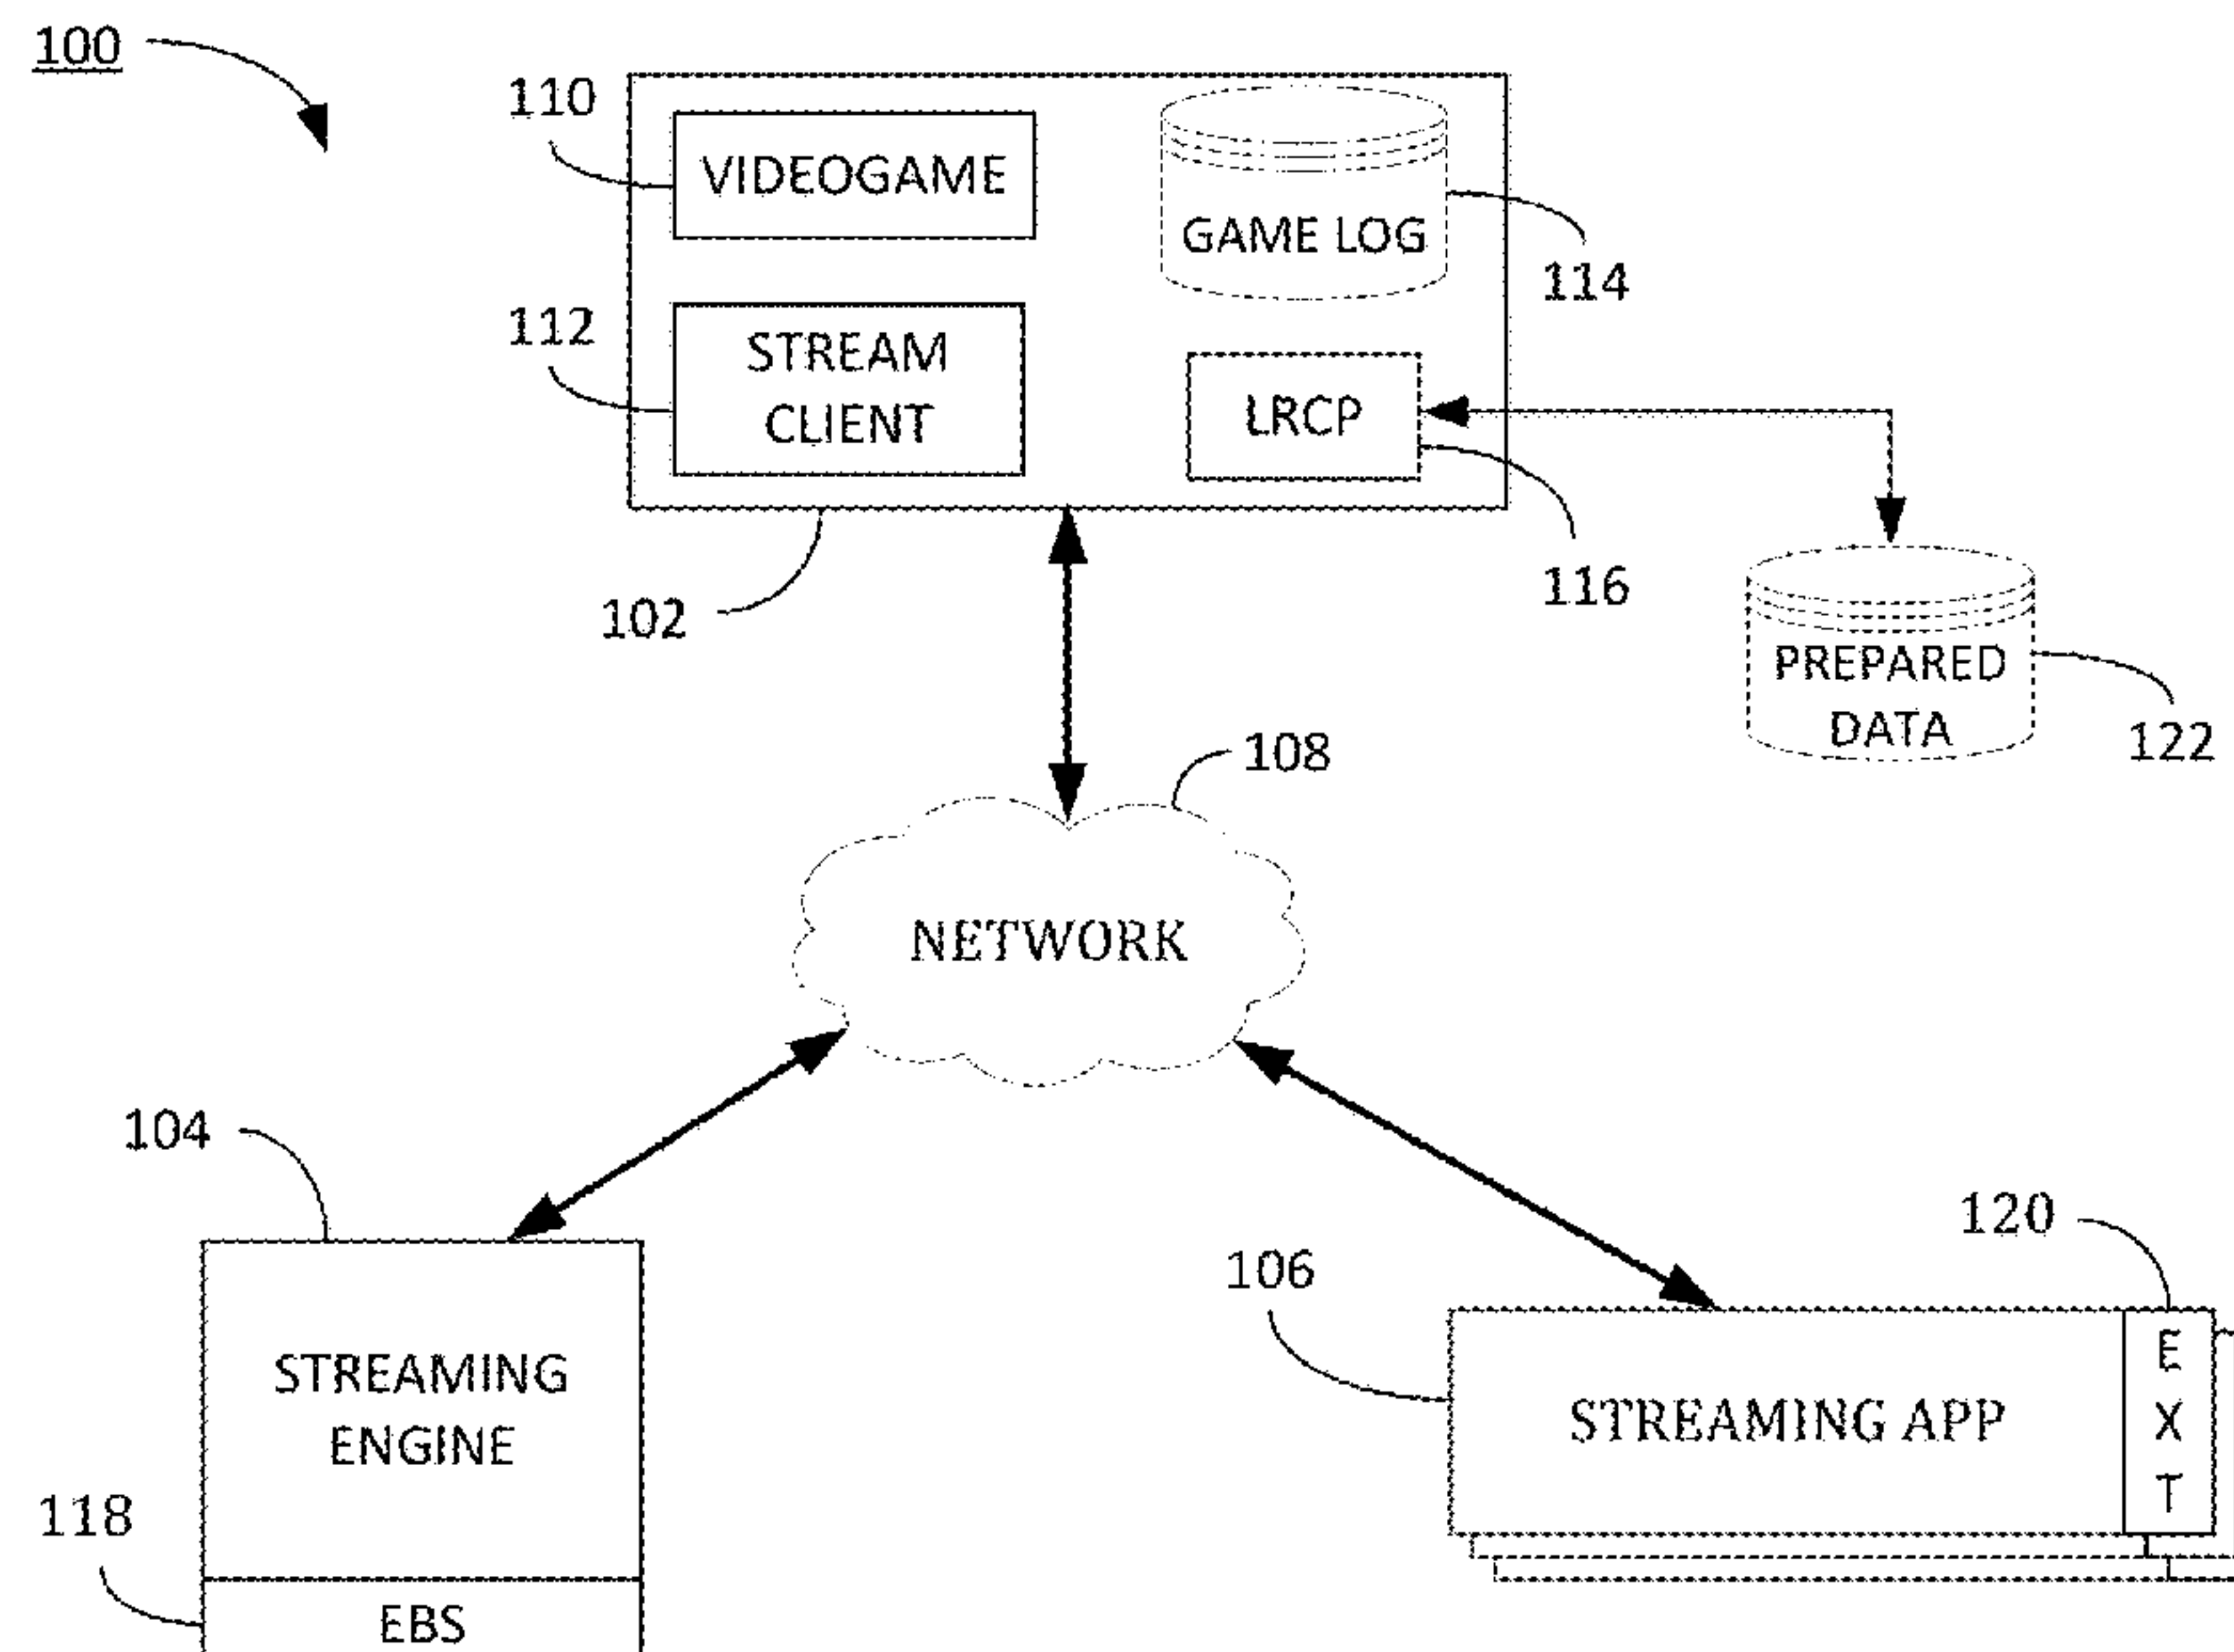 100
110
VIDEOGAME
GAME LOG
114
112
STREAM
CLIENT
LRCP
116
102
PREPARED
DATA
122
108
NETWORK
104
120
106
STREAMING
ENGINE
STREAMING APP
E
X
T
118
EBS